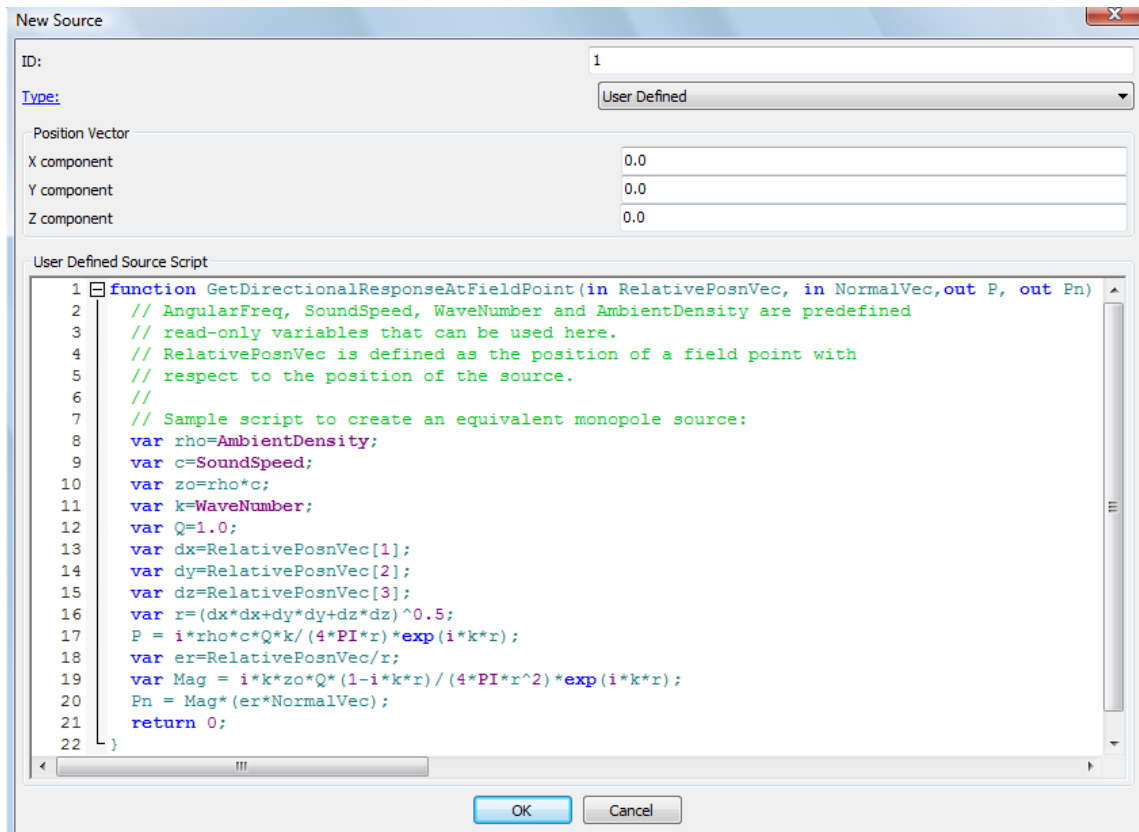 New Source
ID: 1
Type: User Defined
Position Vector
X component 0.0
Y component 0.0
Z component 0.0
User Defined Source Script
1 function GetDirectionalResponseAtFieldPoint(in RelativePosnVec, in NormalVec,out P, out Pn)
2 // AngularFreq, SoundSpeed, WaveNumber and AmbientDensity are predefined
3 // read-only variables that can be used here.
4 // RelativePosnVec is defined as the position of a field point with
5 // respect to the position of the source.
6 //
7 // Sample script to create an equivalent monopole source:
8 var rho=AmbientDensity;
9 var c=SoundSpeed;
10 var zo=rho*c;
11 var k=WaveNumber;
12 var Q=1.0;
13 var dx=RelativePosnVec[1];
14 var dy=RelativePosnVec[2];
15 var dz=RelativePosnVec[3];
16 var r=(dx*dx+dy*dy+dz*dz)^0.5;
17 P = i*rho*c*Q*k/(4*PI*r)*exp(i*k*r);
18 var er=RelativePosnVec/r;
19 var Mag = i*k*zo*Q*(1-i*k*r)/(4*PI*r^2)*exp(i*k*r);
20 Pn = Mag*(er*NormalVec);
21 return 0;
22 }
OK Cancel